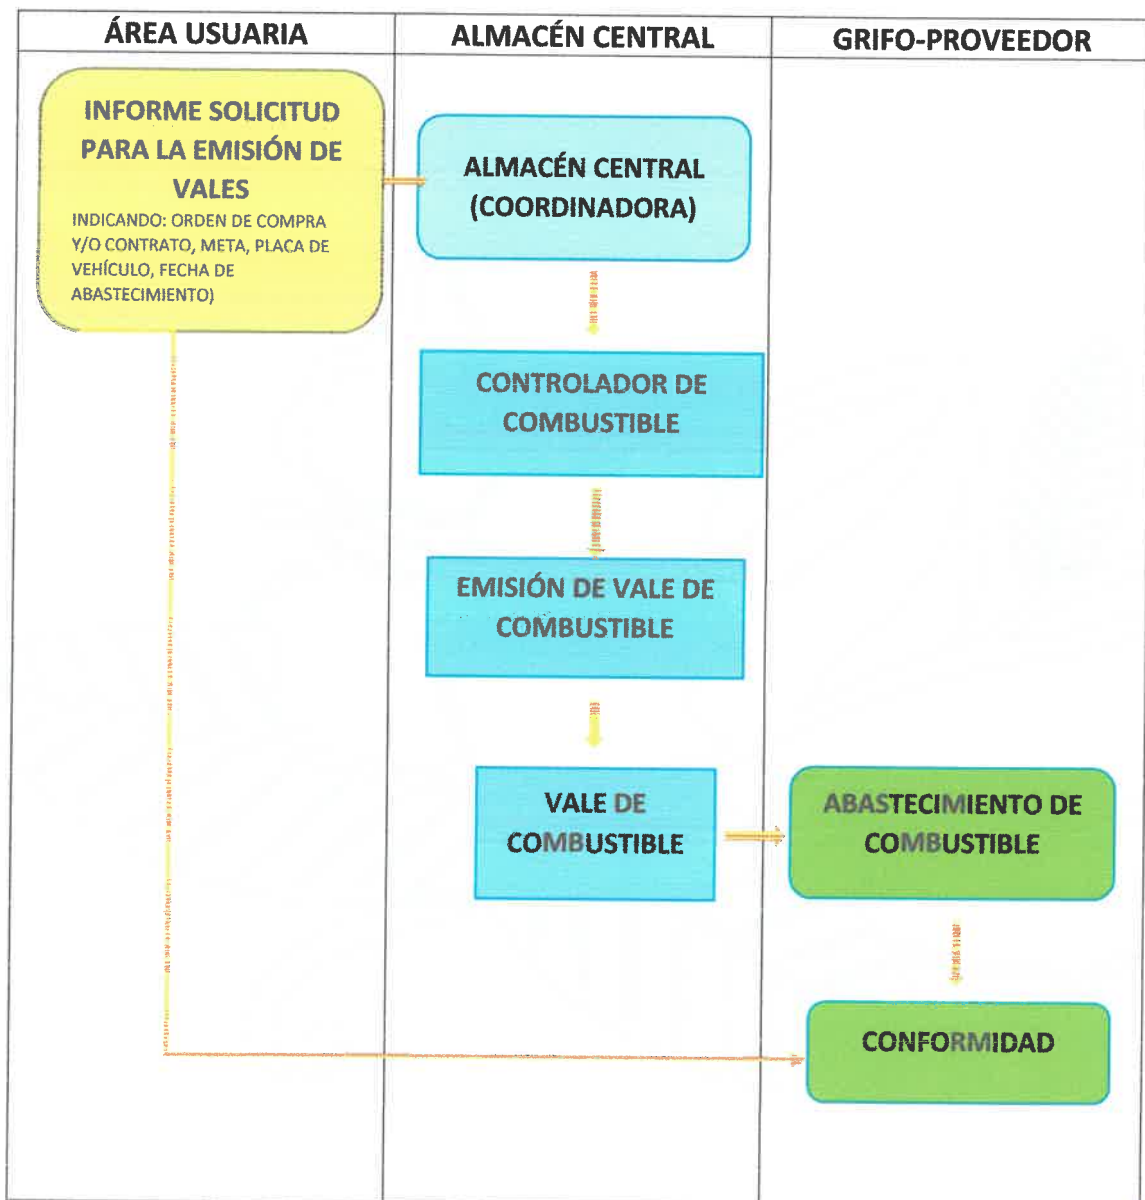 ÁREA USUARIA
ALMACÉN CENTRAL
GRIFO-PROVEEDOR
INFORME SOLICITUD
PARA LA EMISIÓN DE
VALES
INDICANDO: ORDEN DE COMPRA
Y/O CONTRATO, META, PLACA DE
VEHÍCULO, FECHA DE
ABASTECIMIENTO)
ALMACÉN CENTRAL
(COORDINADORA)
CONTROLADOR DE
COMBUSTIBLE
EMISIÓN DE VALE DE
COMBUSTIBLE
VALE DE
COMBUSTIBLE
ABASTECIMIENTO DE
COMBUSTIBLE
CONFORMIDAD